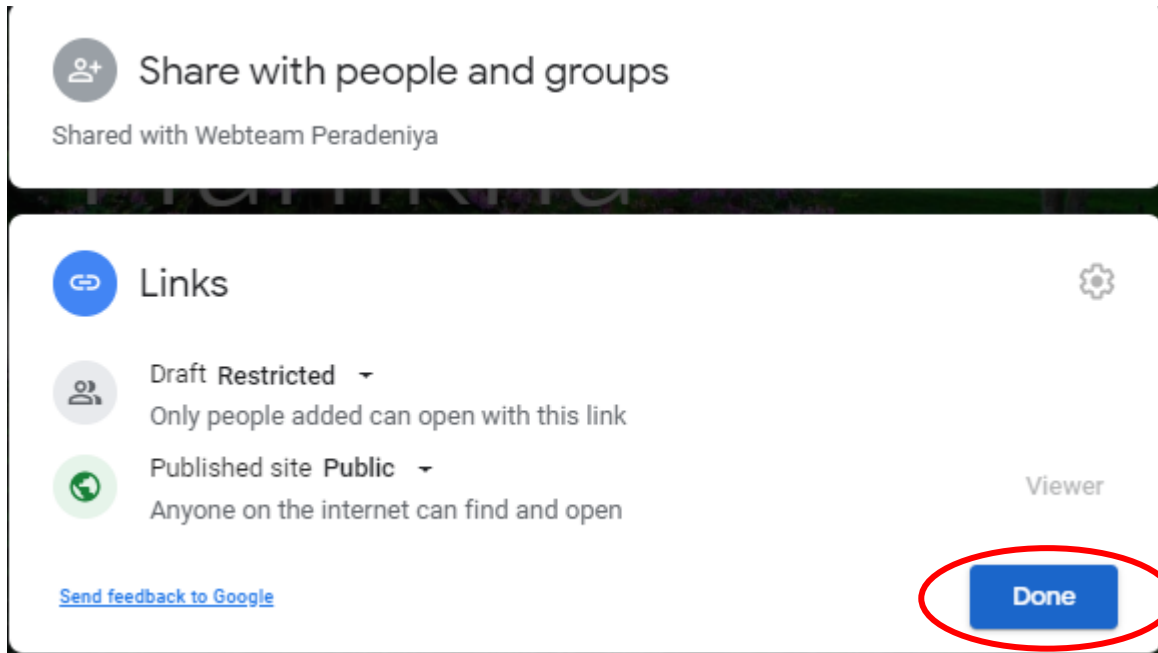 Share with people and groups
Shared with Webteam Peradeniya
Links
Draft Restricted
Only people added can open with this link
Published site Public
Anyone on the internet can find and open
Viewer
Send feedback to Google
Done